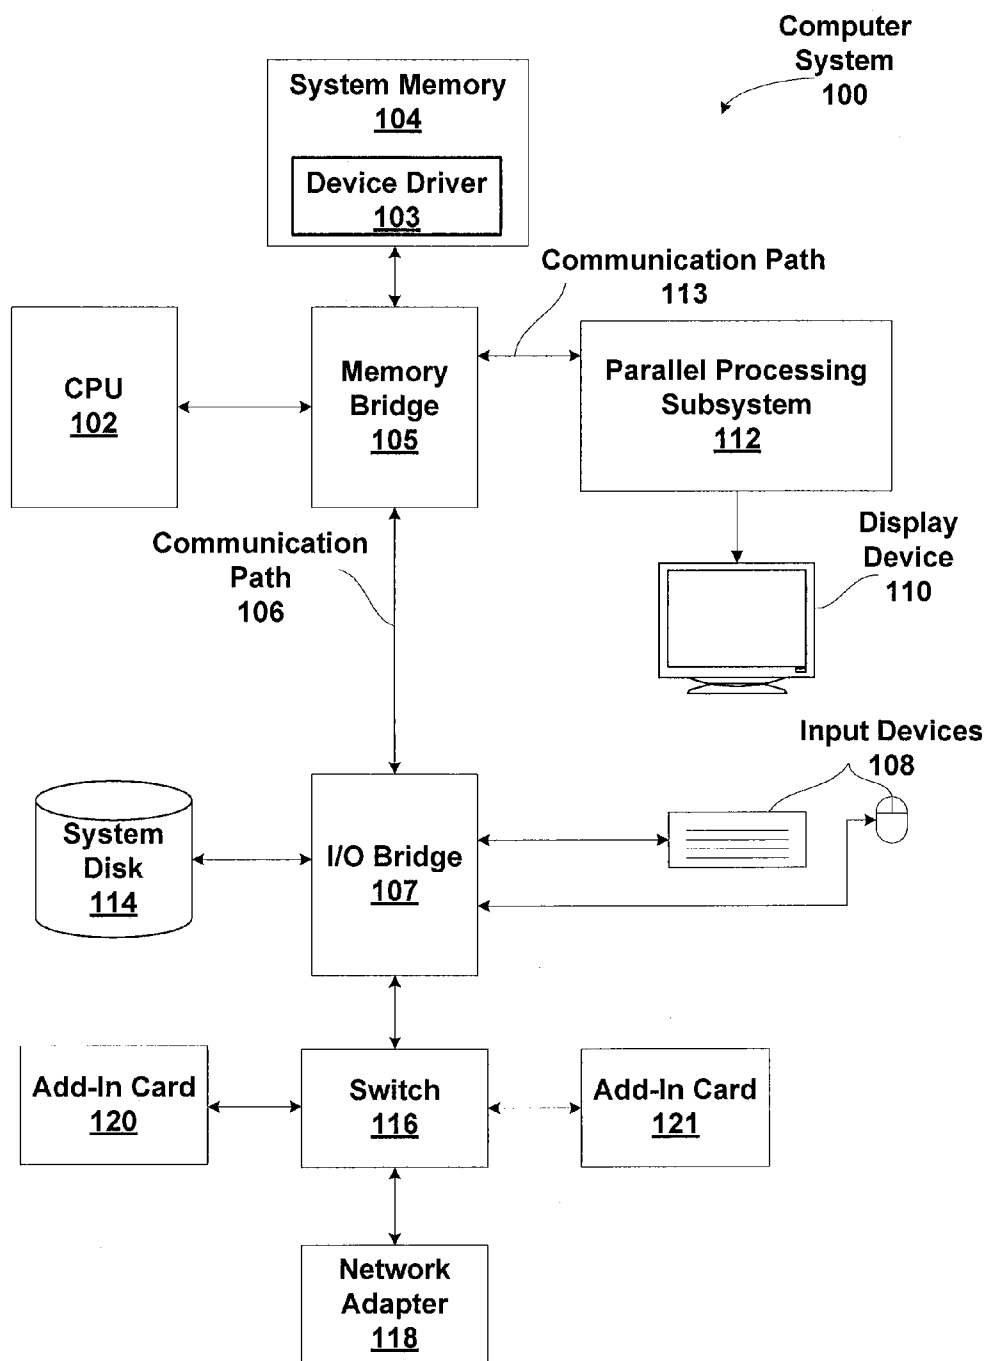 Computer
System
100
System Memory
104
Device Driver
103
Communication Path
113
CPU
102
Memory
Bridge
105
Parallel Processing
Subsystem
112
Communication
Path
106
Display
Device
110
Input Devices
108
System
Disk
114
I/O Bridge
107
Add-In Card
120
Switch
116
Add-In Card
121
Network
Adapter
118